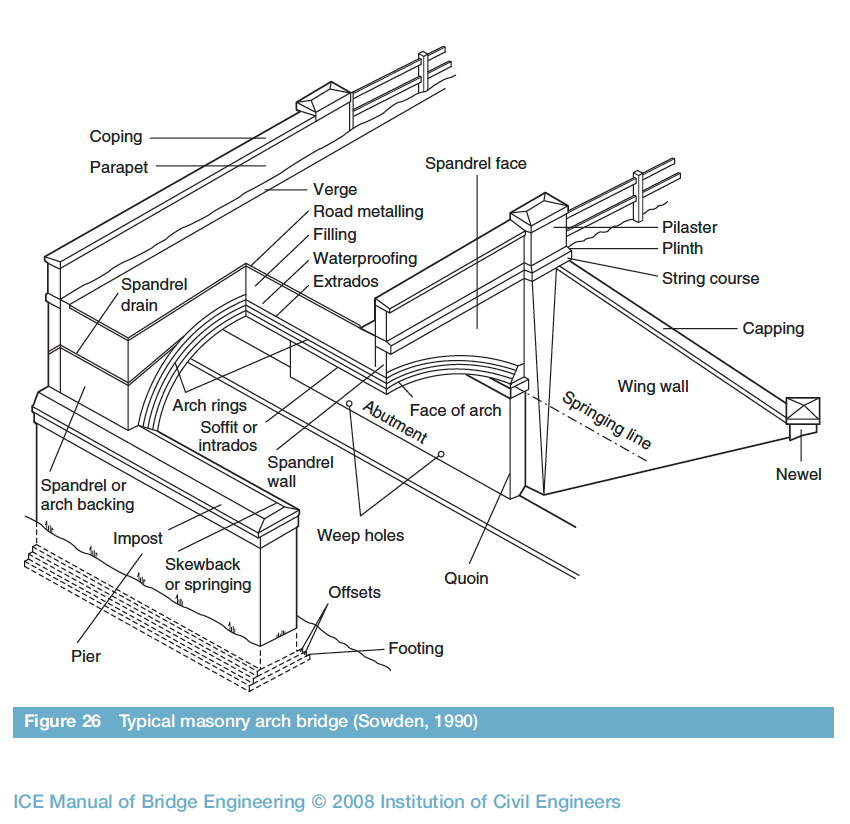 Coping
Parapet
Verge
Road metalling
Filling
Waterproofing
Extrados
Spandrel face
Spandrel
drain
Pilaster
Plinth
String course
Capping
Wing wall
Springing line
Newel
Arch rings
Soffit or
intrados
Spandrel
wall
Abutment
Face of arch
Spandrel or
arch backing
Impost
Skewback
or springing
Weep holes
Quoin
Offsets
Footing
Pier
Figure 26 Typical masonry arch bridge (Sowden, 1990)
ICE Manual of Bridge Engineering © 2008 Institution of Civil Engineers